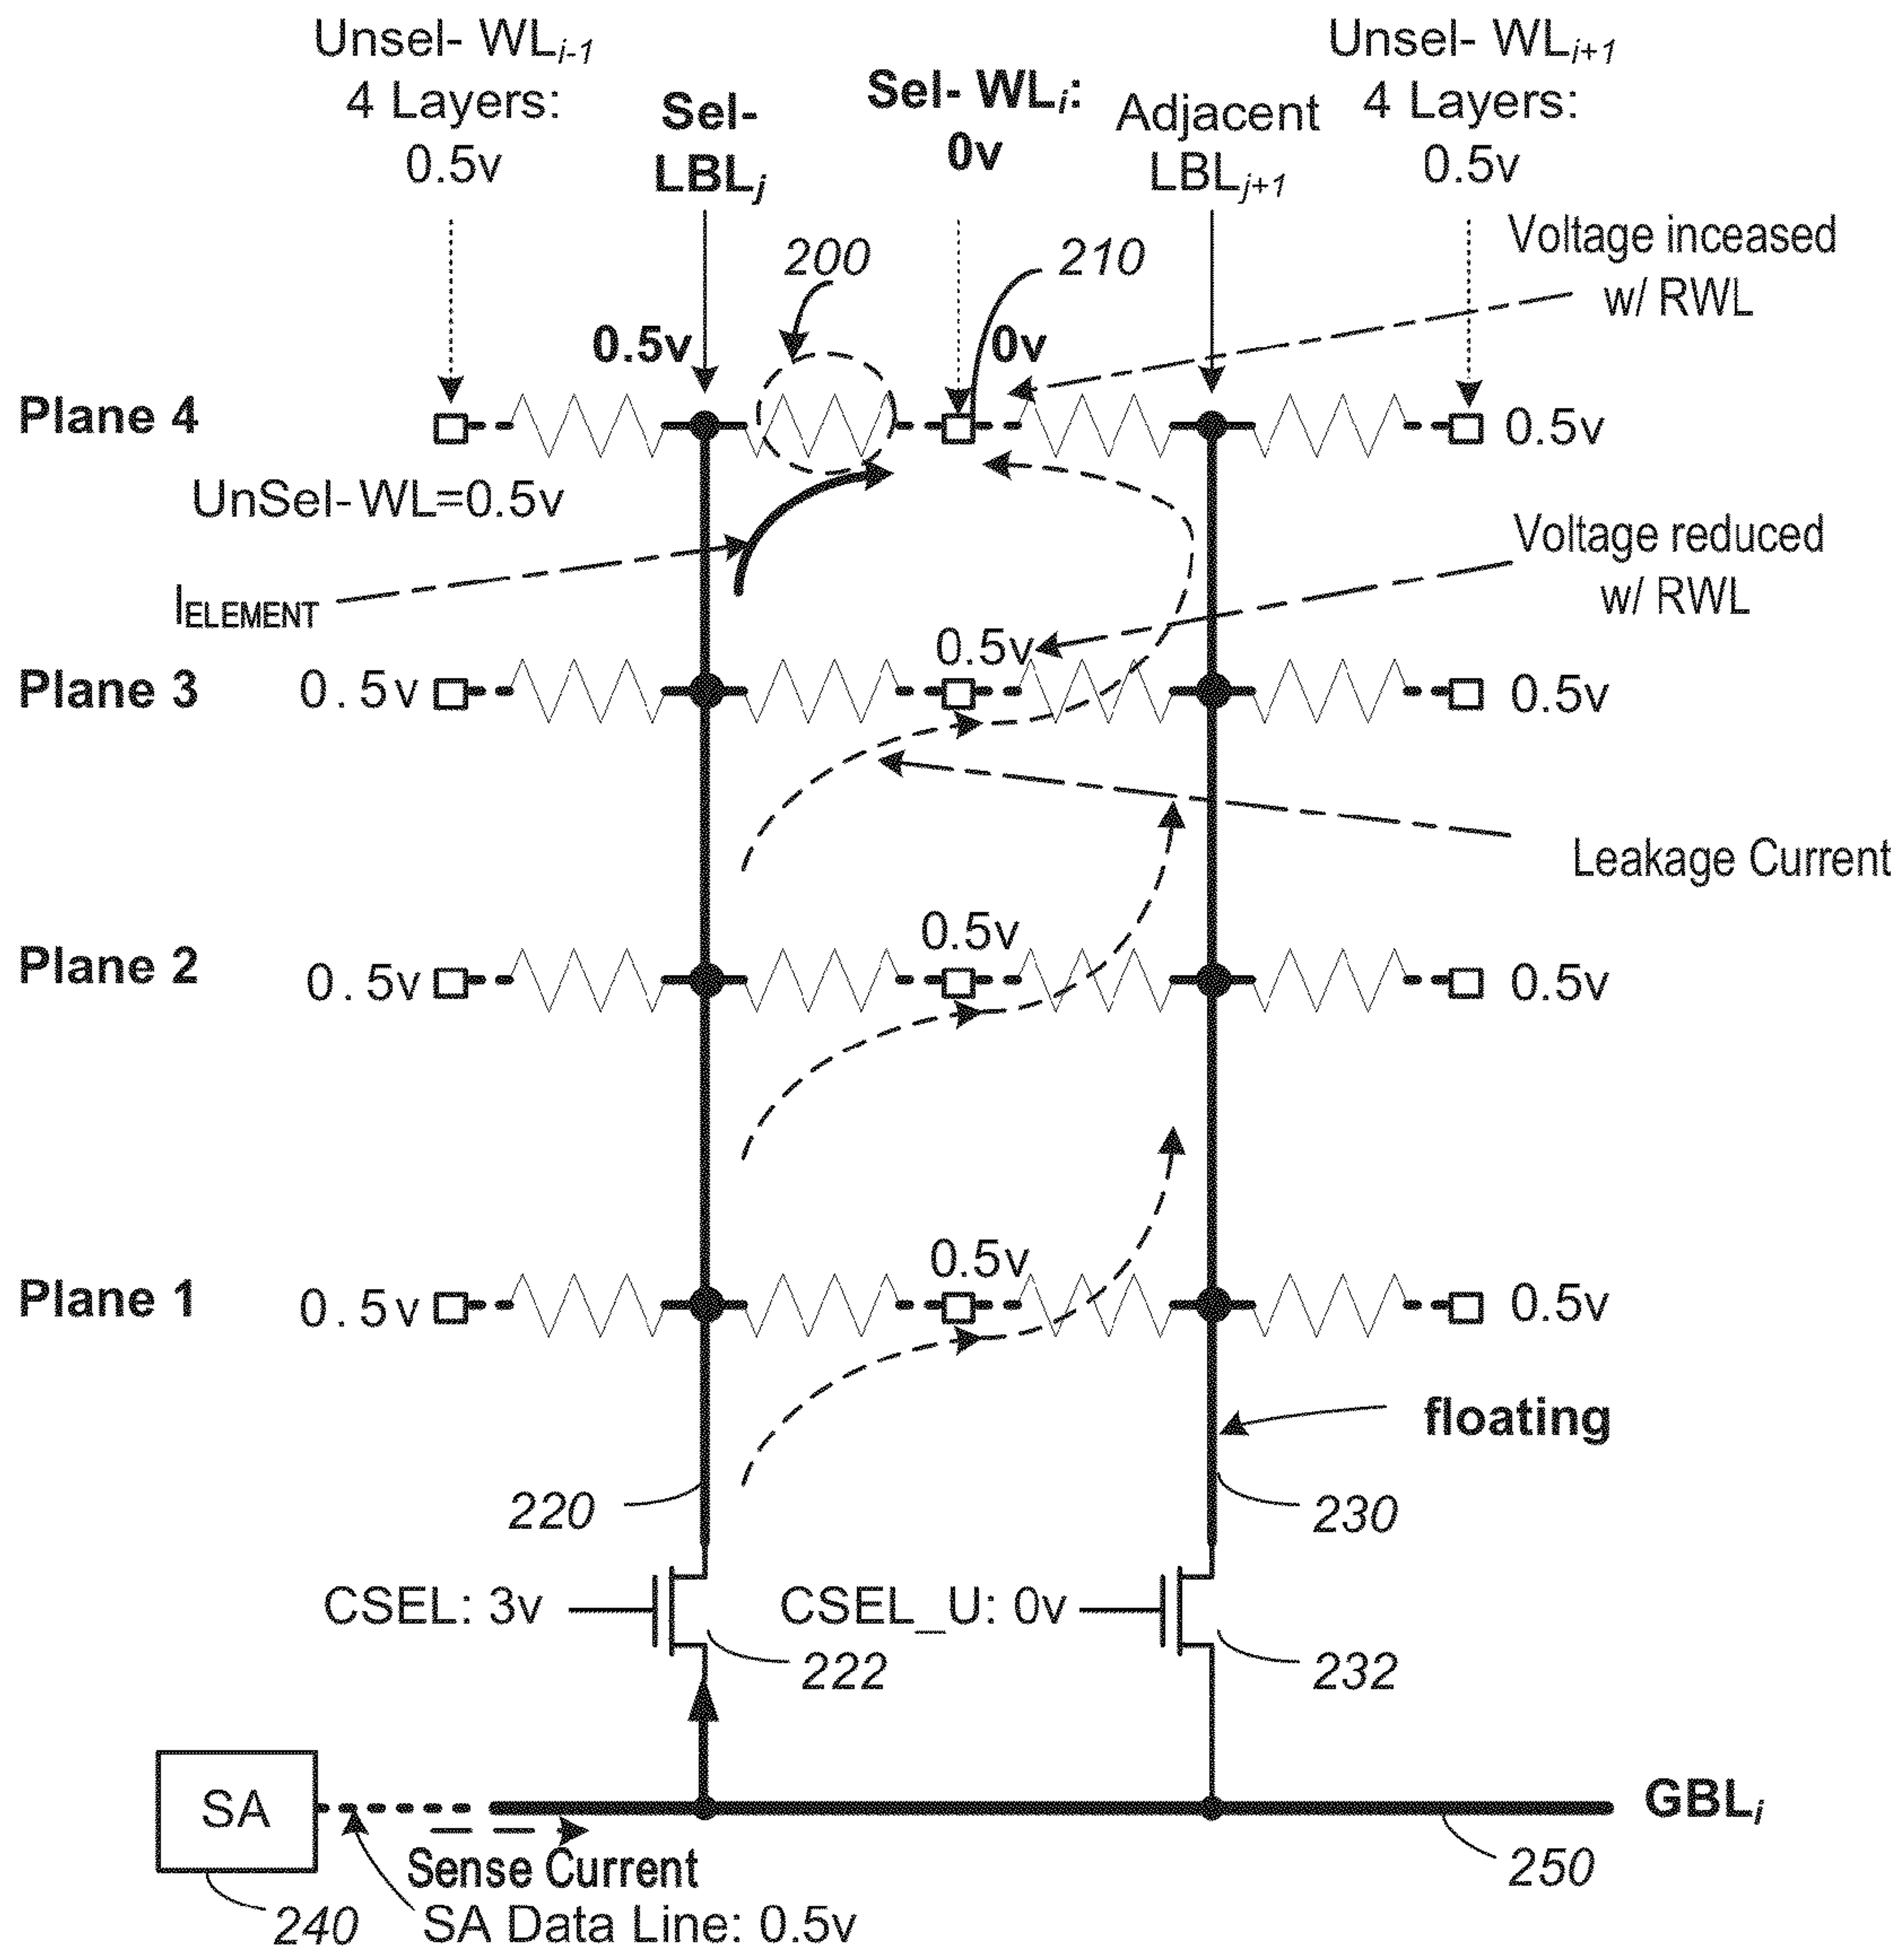 Unsel- WLi-1
4 Layers:
0.5v
Sel-
LBLj
Sel- WLi:
0v
Adjacent
LBLj+1
Unsel- WLi+1
4 Layers:
0.5v
Voltage inceased
w/ RWL
200
210
0.5v
0v
Plane 4
0.5v
UnSel-WL=0.5v
IELEMENT
Voltage reduced
w/ RWL
0.5v
Plane 3
0.5v
0.5v
Leakage Current
0.5v
Plane 2
0.5v
0.5v
0.5v
Plane 1
0.5v
0.5v
floating
220
230
CSEL: 3v
CSEL_U: 0v
222
232
SA
GBLi
Sense Current
250
240
SA Data Line: 0.5v